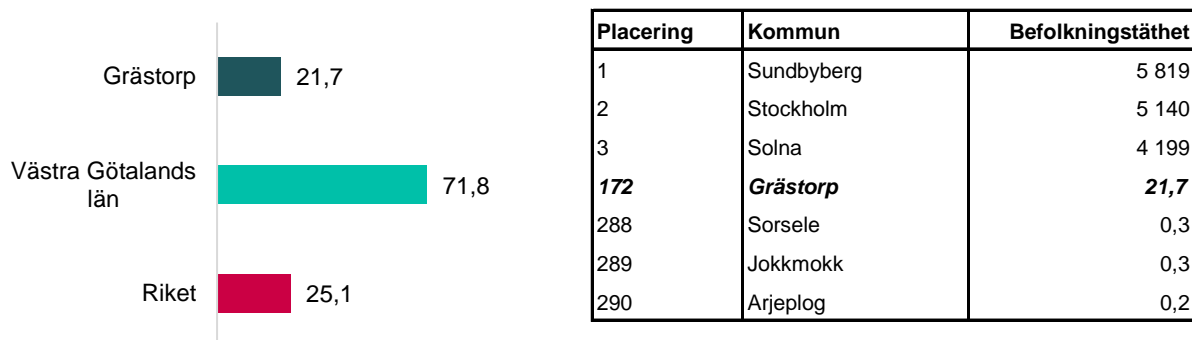 Grästorp 21,7
Västra Götalands
län
71,8
Riket 25,1
Placering Kommun Befolkningstäthet
1 Sundbyberg 5 819
2 Stockholm 5 140
3 Solna 4 199
172 Grästorp 21,7
288 Sorsele 0,3
289 Jokkmokk 0,3
290 Arjeplog 0,2